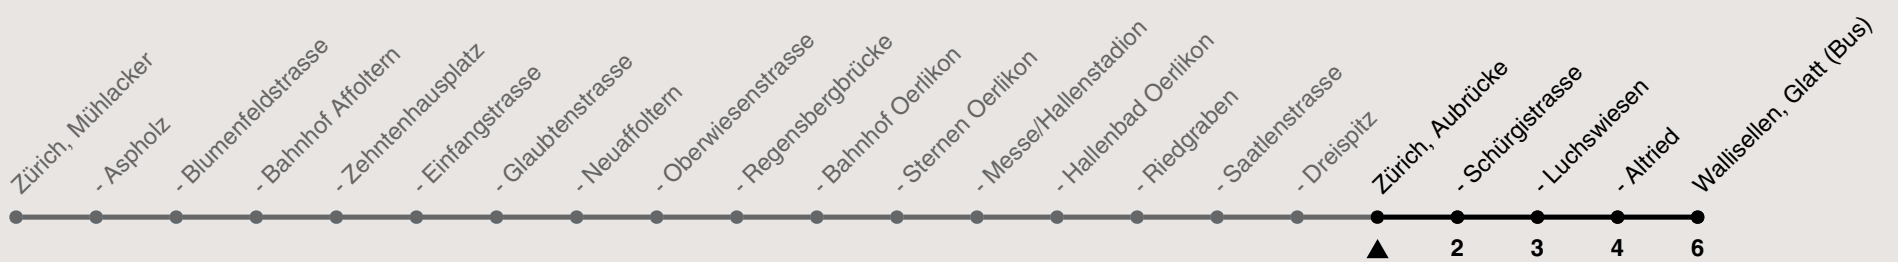 Zürich, Mühlacker
- Aspholz
- Blumenfeldstrasse
- Bahnhof Affoltern
- Zehntenhausplatz
- Einfangstrasse
- Glaubtenstrasse
- Neuaffoltern
- Oberwiesenstrasse
- Regensbergbrücke
- Bahnhof Oerlikon
- Sternen Oerlikon
- Messe/Hallenstadion
- Hallenbad Oerlikon
- Riedgraben
- Saatlenstrasse
- Dreispitz
Zürich, Aubrücke
- Schürgistrasse
- Luchswiesen
- Altried
Wallisellen, Glatt (Bus)
2 3 4 6